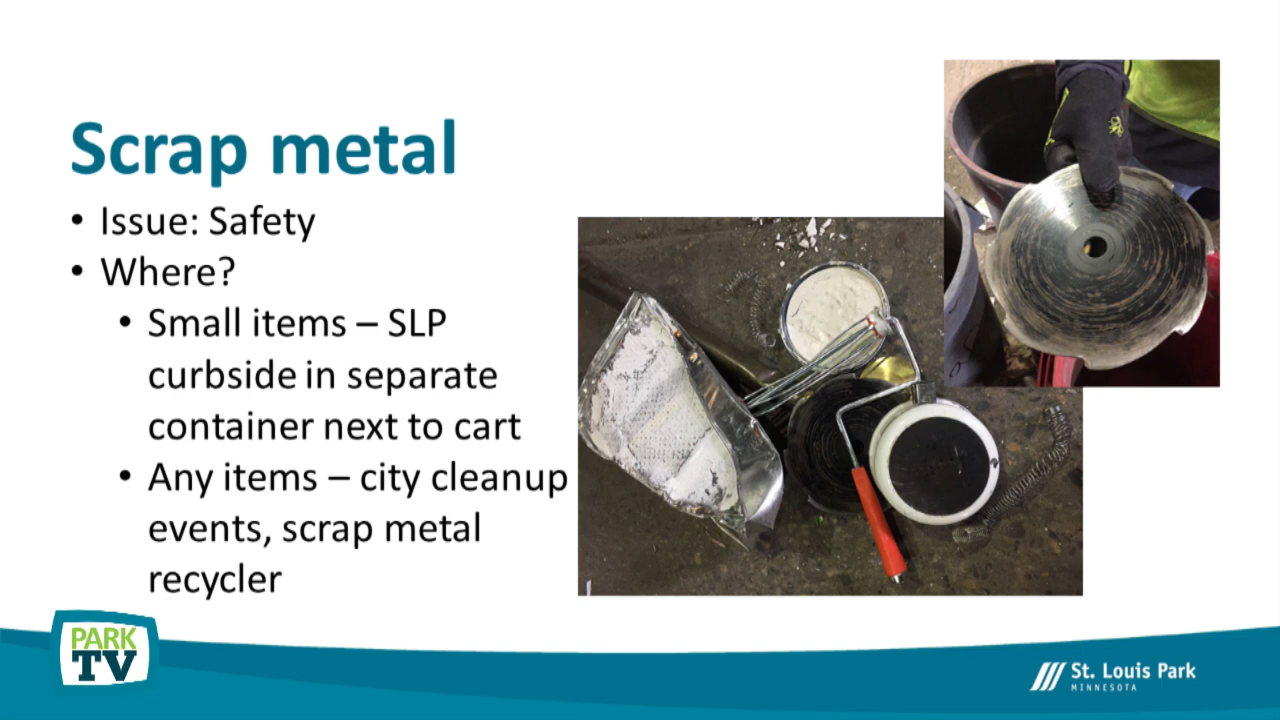 Scrap metal
• Issue: Safety
• Where?
• Small items – SLP
curbside in separate
container next to cart
• Any items – city cleanup
events, scrap metal
recycler
PARK
TV
St. Louis Park
MINNESOTA